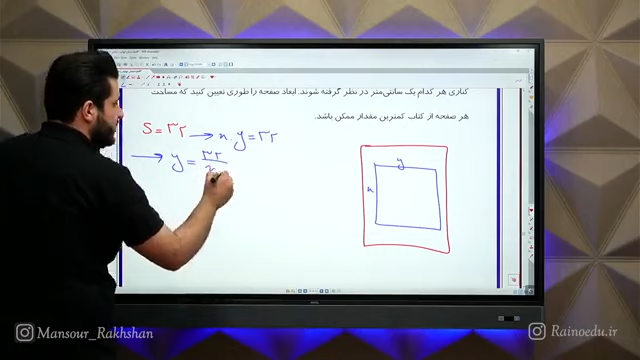 کناری هر کدام یک سانتی‌متر در نظر گرفته شوند. ابعاد صفحه را طوری تعیین کنید که مساحت
هر صفحه از کتاب کمترین مقدار ممکن باشد.
S = ۳۲ → x . y = ۳۲
→ y = ۳۲ / x
y
x
Mansour_Rakhshan
Rainoedu.ir